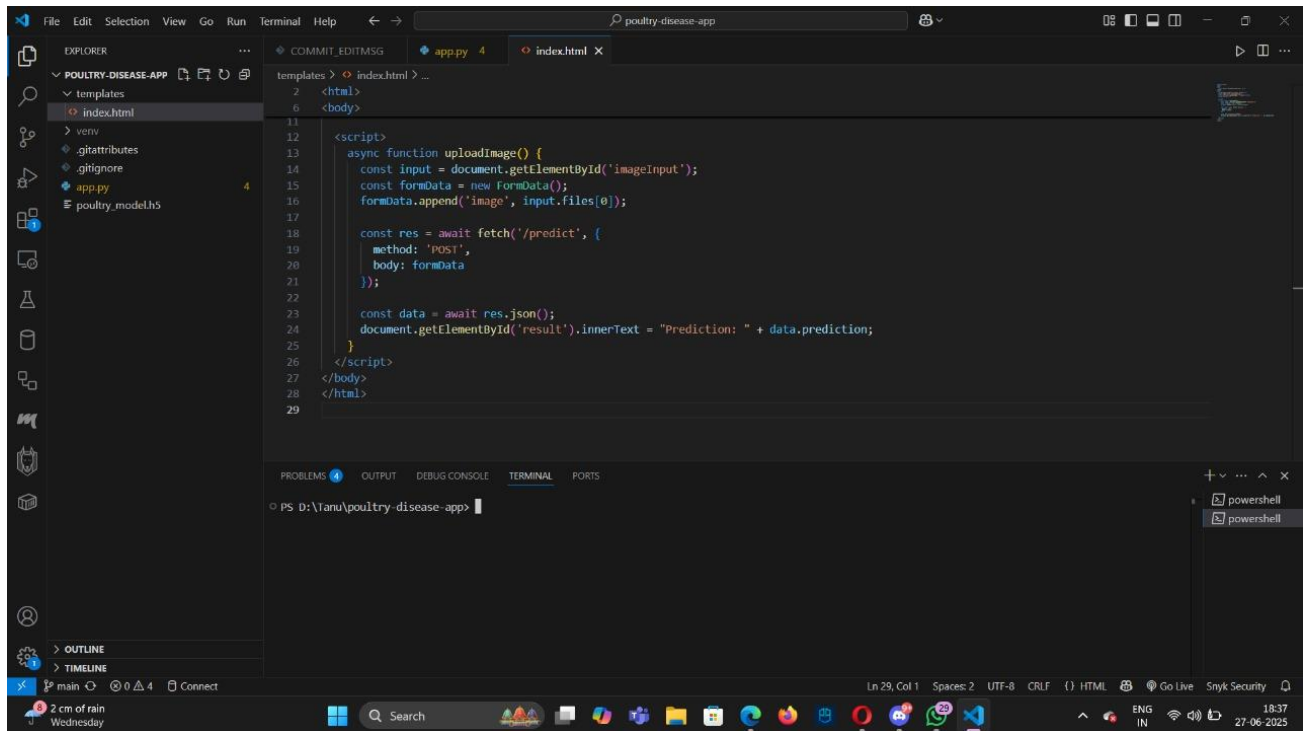 File Edit Selection View Go Run Terminal Help
poultry-disease-app
EXPLORER
POULTRY-DISEASE-APP
templates
index.html
venv
.gitattributes
.gitignore
app.py 4
poultry_model.h5
OUTLINE
TIMELINE
COMMIT_EDITMSG app.py 4 index.html
templates > index.html > ...
2 <html>
6 <body>
11
12 <script>
13 async function uploadImage() {
14 const input = document.getElementById('imageInput');
15 const formData = new FormData();
16 formData.append('image', input.files[0]);
17
18 const res = await fetch('/predict', {
19 method: 'POST',
20 body: formData
21 });
22
23 const data = await res.json();
24 document.getElementById('result').innerText = "Prediction: " + data.prediction;
25 }
26 </script>
27 </body>
28 </html>
29
PROBLEMS 4 OUTPUT DEBUG CONSOLE TERMINAL PORTS
PS D:\Tanu\poultry-disease-app>
powershell
powershell
1
1
main 0 4 Connect
Ln 29, Col 1 Spaces: 2 UTF-8 CRLF {} HTML Go Live Snyk Security
8
2 cm of rain
Wednesday
Search
29
ENG
IN
18:37
27-06-2025